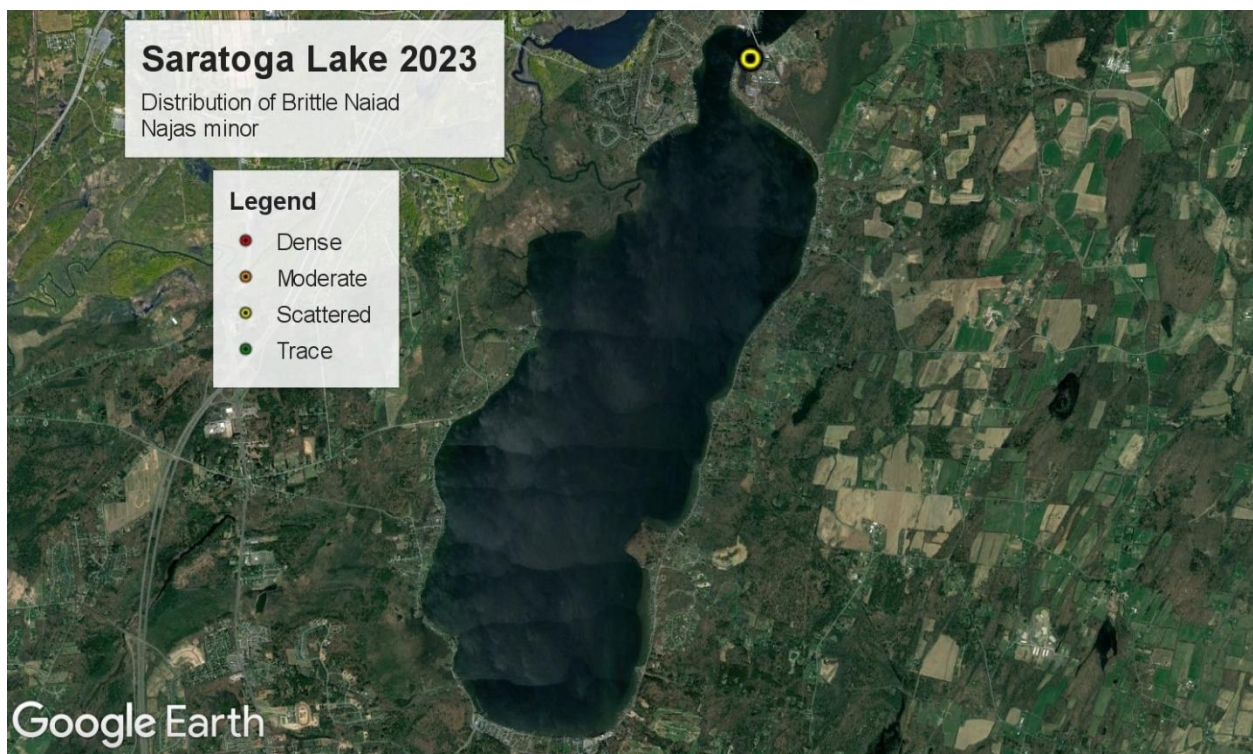 Saratoga Lake 2023
Distribution of Brittle Naiad
Najas minor
Legend
Dense
Moderate
Scattered
Trace
Google Earth